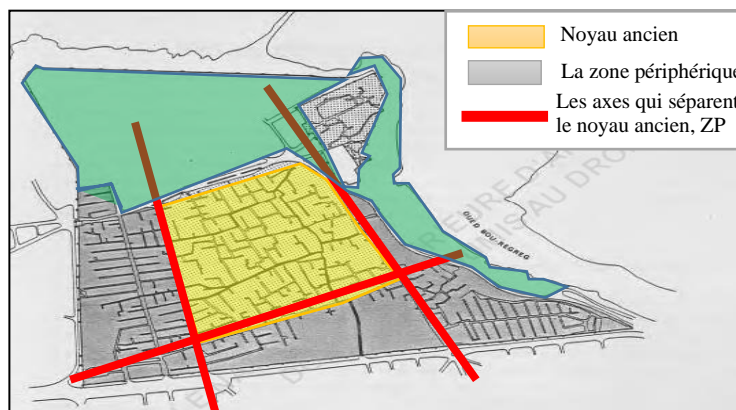 Noyau ancien
La zone périphérique
Les axes qui séparent
le noyau ancien, ZP
OUED BOU-REGREG